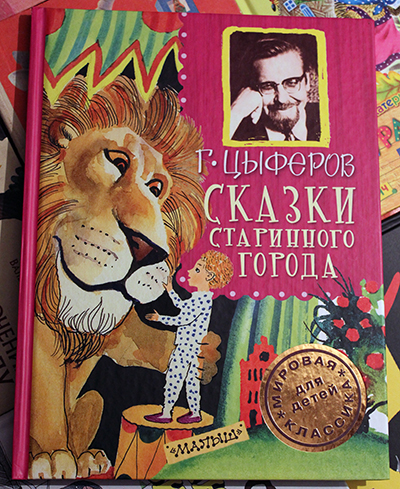 Г. ЦЫФЕРОВ
СКАЗКИ
СТАРИННОГО
ГОРОДА
МИРОВАЯ
для
детей
КЛАССИКА
«МАЛЫШ»